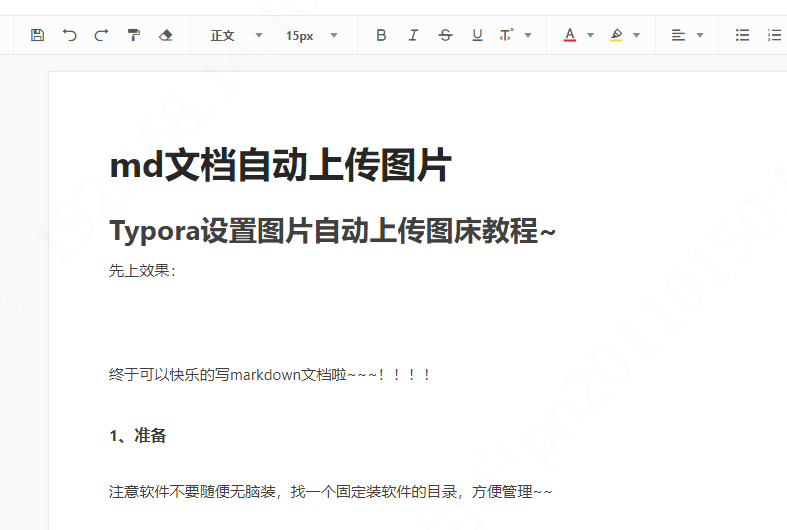 正文 15px B I S U T A
md文档自动上传图片
Typora设置图片自动上传图床教程~
先上效果：
终于可以快乐的写markdown文档啦~~~！！！！
1、准备
注意软件不要随便无脑装，找一个固定装软件的目录，方便管理~~